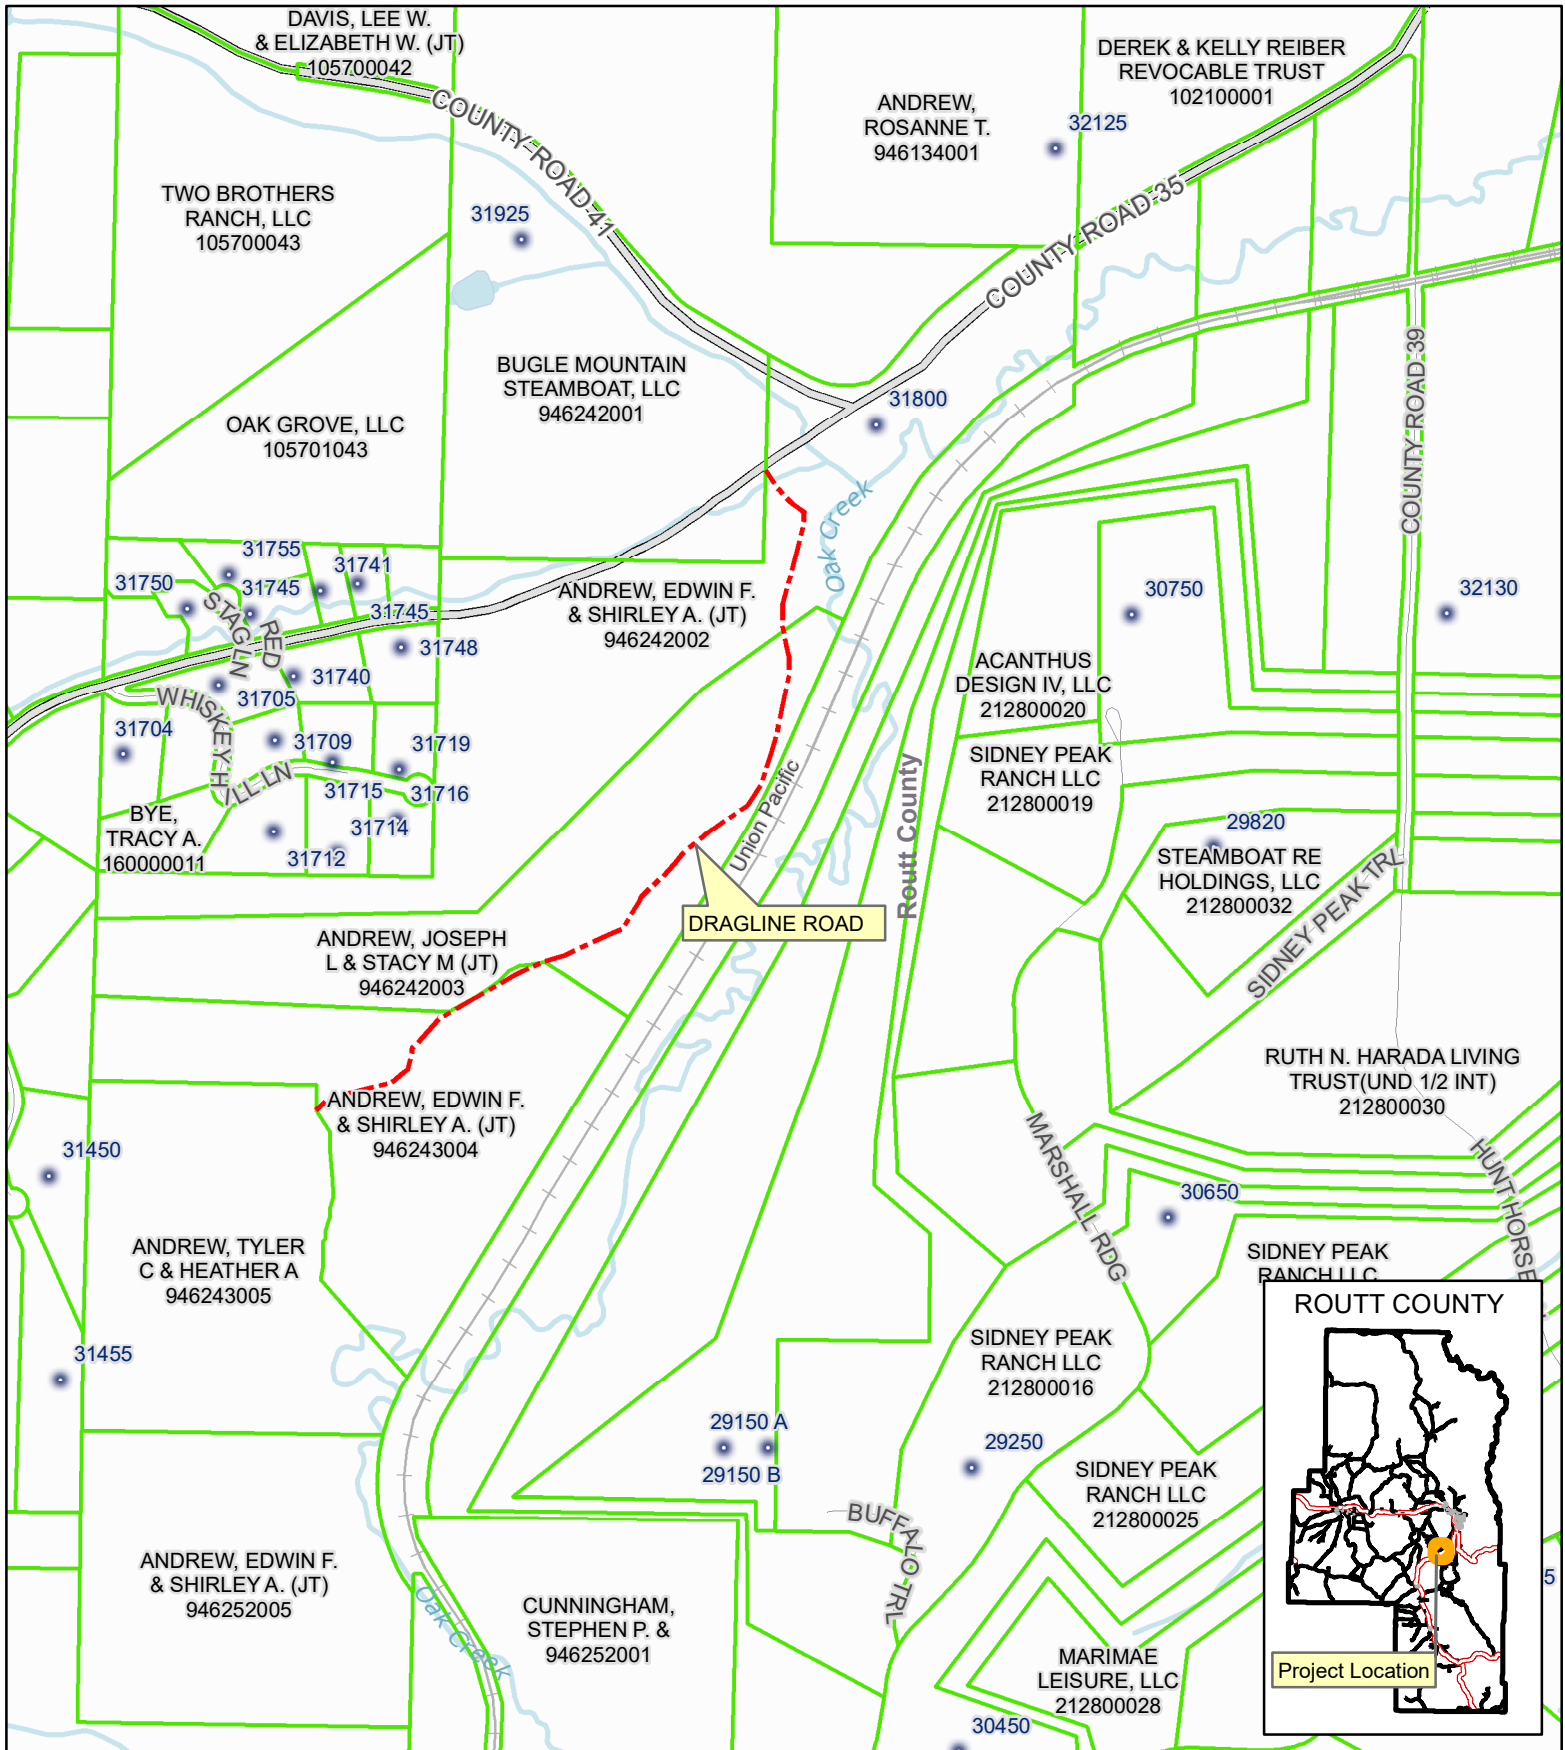 DAVIS, LEE W.
& ELIZABETH W. (JT)
105700042
DEREK & KELLY REIBER
REVOCABLE TRUST
102100001
ANDREW,
ROSANNE T.
946134001
32125
COUNTY ROAD 41
COUNTY ROAD 35
TWO BROTHERS
RANCH, LLC
105700043
31925
BUGLE MOUNTAIN
STEAMBOAT, LLC
946242001
OAK GROVE, LLC
105701043
31800
COUNTY ROAD 39
Oak Creek
31755
31741
31750
31745
31745
STAG LN
RED
31748
31740
31705
WHISKEY HILL LN
31704
31709
31719
31715
31716
31714
31712
BYE,
TRACY A.
160000011
ANDREW, EDWIN F.
& SHIRLEY A. (JT)
946242002
30750
32130
ACANTHUS
DESIGN IV, LLC
212800020
SIDNEY PEAK
RANCH LLC
212800019
Union Pacific
Routt County
29820
STEAMBOAT RE
HOLDINGS, LLC
212800032
SIDNEY PEAK TRL
DRAGLINE ROAD
ANDREW, JOSEPH
L & STACY M (JT)
946242003
RUTH N. HARADA LIVING
TRUST(UND 1/2 INT)
212800030
ANDREW, EDWIN F.
& SHIRLEY A. (JT)
946243004
31450
MARSHALL RDG
HUNT HORSE
30650
ANDREW, TYLER
C & HEATHER A
946243005
SIDNEY PEAK
RANCH LLC
ROUTT COUNTY
31455
SIDNEY PEAK
RANCH LLC
212800016
29150 A
29150 B
29250
SIDNEY PEAK
RANCH LLC
212800025
BUFFALO TRL
ANDREW, EDWIN F.
& SHIRLEY A. (JT)
946252005
Oak Creek
CUNNINGHAM,
STEPHEN P. &
946252001
MARIMAE
LEISURE, LLC
212800028
30450
Project Location
5